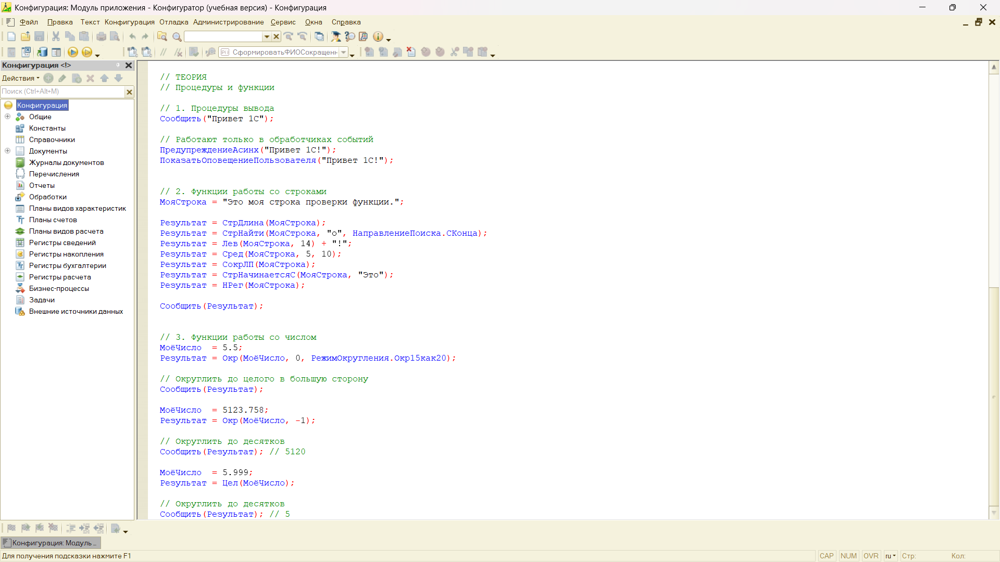 Конфигурация: Модуль приложения - Конфигуратор (учебная версия) - Конфигурация
Файл Правка Текст Конфигурация Отладка Администрирование Сервис Окна Справка
СформироватьФИОСокращенн
Конфигурация <!>
Действия
Поиск (Ctrl+Alt+M)
Конфигурация
Общие
Константы
Справочники
Документы
Журналы документов
Перечисления
Отчеты
Обработки
Планы видов характеристик
Планы счетов
Планы видов расчета
Регистры сведений
Регистры накопления
Регистры бухгалтерии
Регистры расчета
Бизнес-процессы
Задачи
Внешние источники данных
// ТЕОРИЯ
// Процедуры и функции
// 1. Процедуры вывода
Сообщить("Привет 1С");
// Работают только в обработчиках событий
ПредупреждениеАсинх("Привет 1С!");
ПоказатьОповещениеПользователя("Привет 1С!");
// 2. Функции работы со строками
МояСтрока = "Это моя строка проверки функции.";
Результат = СтрДлина(МояСтрока);
Результат = СтрНайти(МояСтрока, "о", НаправлениеПоиска.СКонца);
Результат = Лев(МояСтрока, 14) + "!";
Результат = Сред(МояСтрока, 5, 10);
Результат = СокрЛП(МояСтрока);
Результат = СтрНачинаетсяС(МояСтрока, "Это");
Результат = НРег(МояСтрока);
Сообщить(Результат);
// 3. Функции работы со числом
МоёЧисло  = 5.5;
Результат = Окр(МоёЧисло, 0, РежимОкругления.Окр15как20);
// Округлить до целого в большую сторону
Сообщить(Результат);
МоёЧисло  = 5123.758;
Результат = Окр(МоёЧисло, -1);
// Округлить до десятков
Сообщить(Результат); // 5120
МоёЧисло  = 5.999;
Результат = Цел(МоёЧисло);
// Округлить до десятков
Сообщить(Результат); // 5
Конфигурация: Модуль ...
Для получения подсказки нажмите F1
CAP NUM OVR ru Стр: Кол: